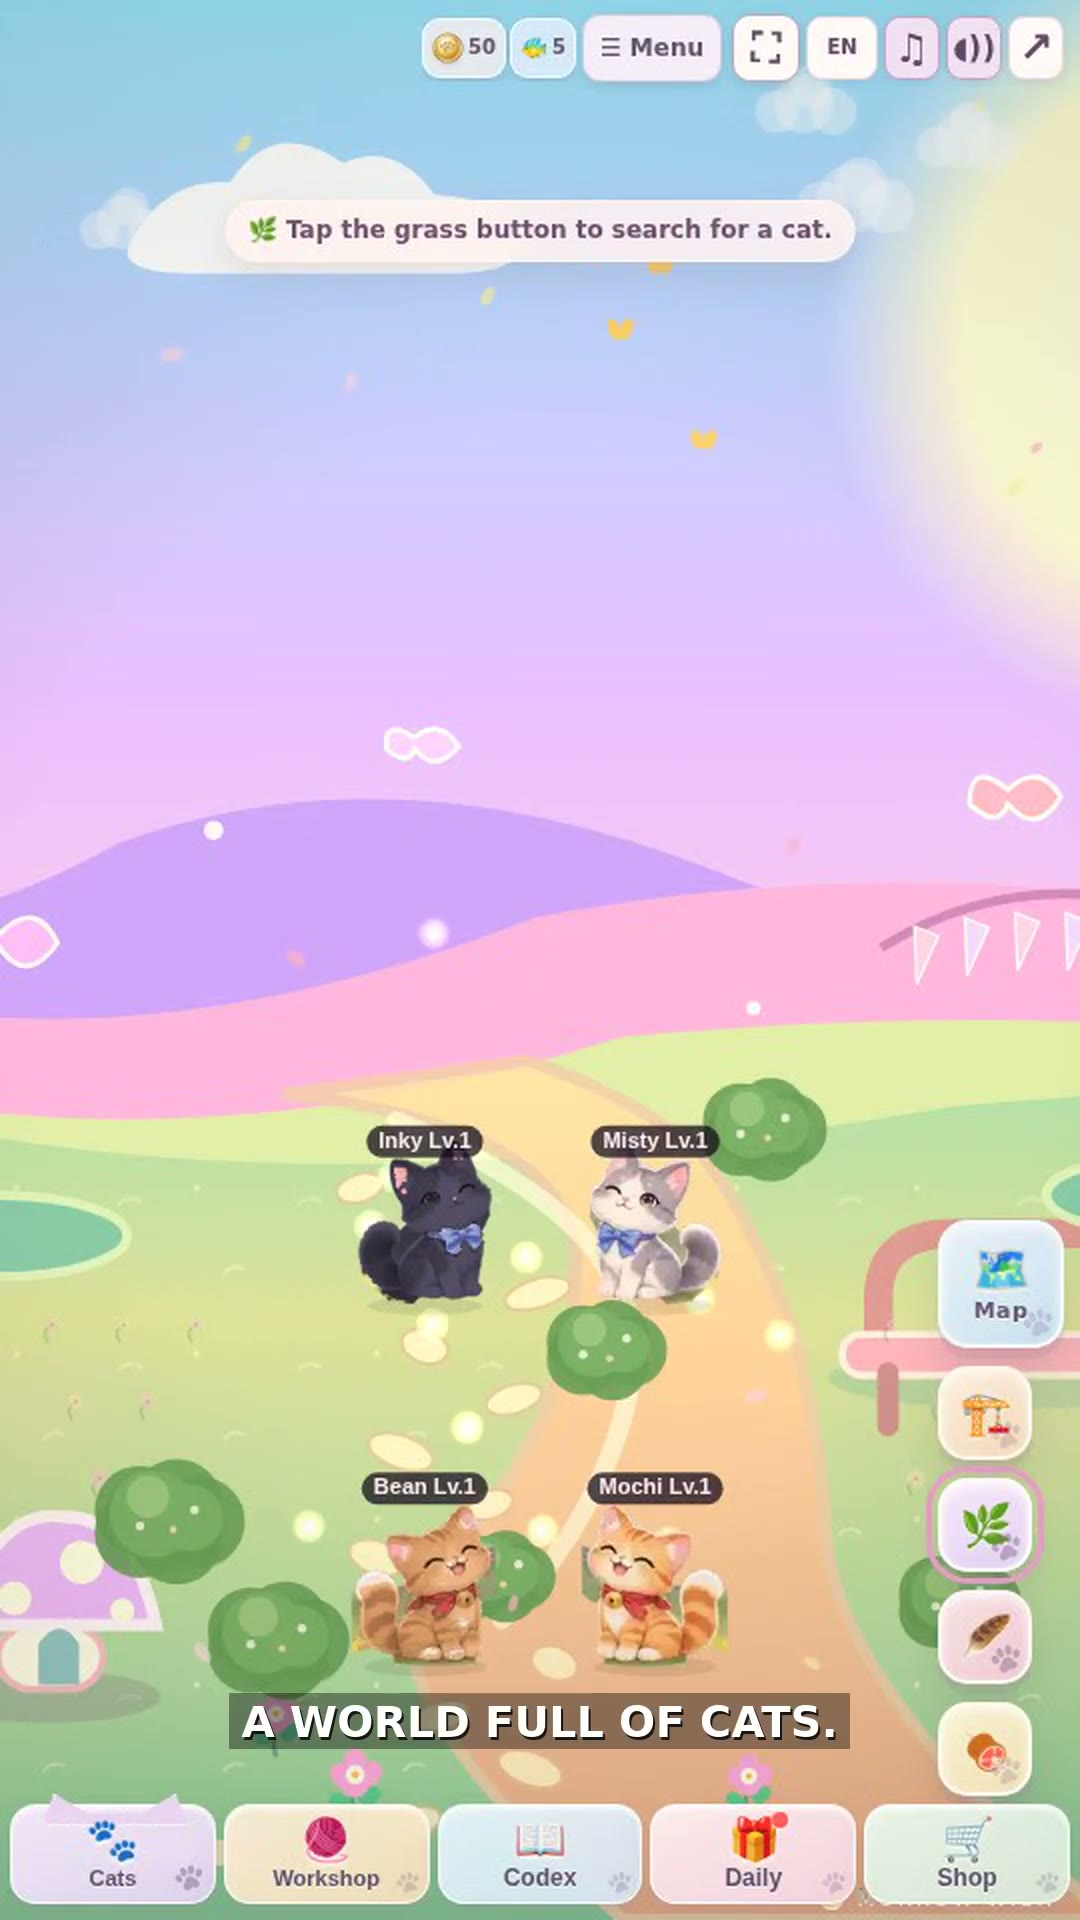 50
5
☰ Menu
EN
Tap the grass button to search for a cat.
Inky Lv.1
Misty Lv.1
Map
Bean Lv.1
Mochi Lv.1
A WORLD FULL OF CATS.
Cats
Workshop
Codex
Daily
Shop